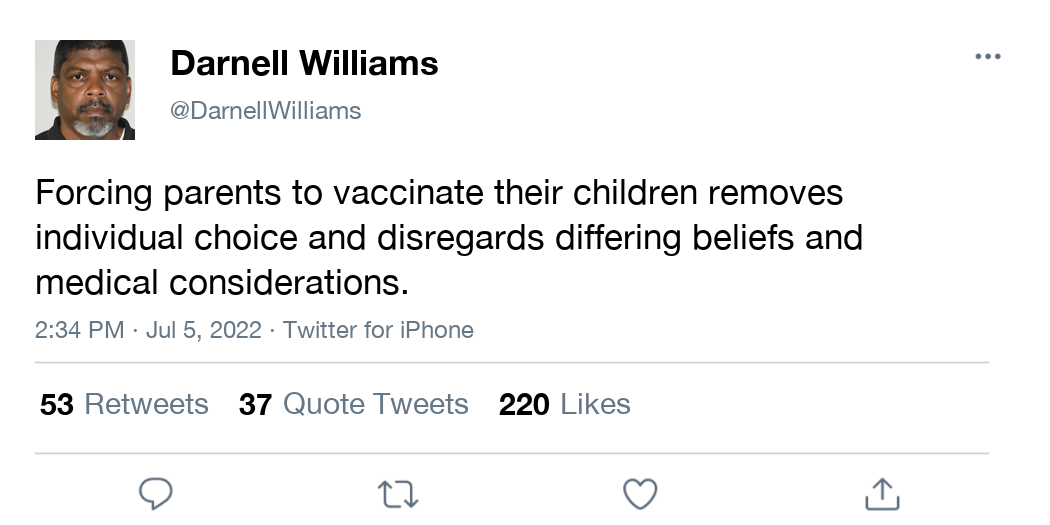 Darnell Williams
@DarnellWilliams
Forcing parents to vaccinate their children removes
individual choice and disregards differing beliefs and
medical considerations.
2:34 PM · Jul 5, 2022 · Twitter for iPhone
53 Retweets 37 Quote Tweets 220 Likes